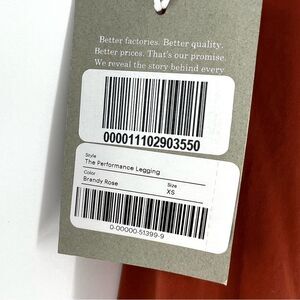 Better factories. Better quality.
Better prices. That's our promise.
We reveal the story behind every
000011102903550
Style
The Performance Legging
Color
Brandy Rose
Size
XS
0-00000-51399-9